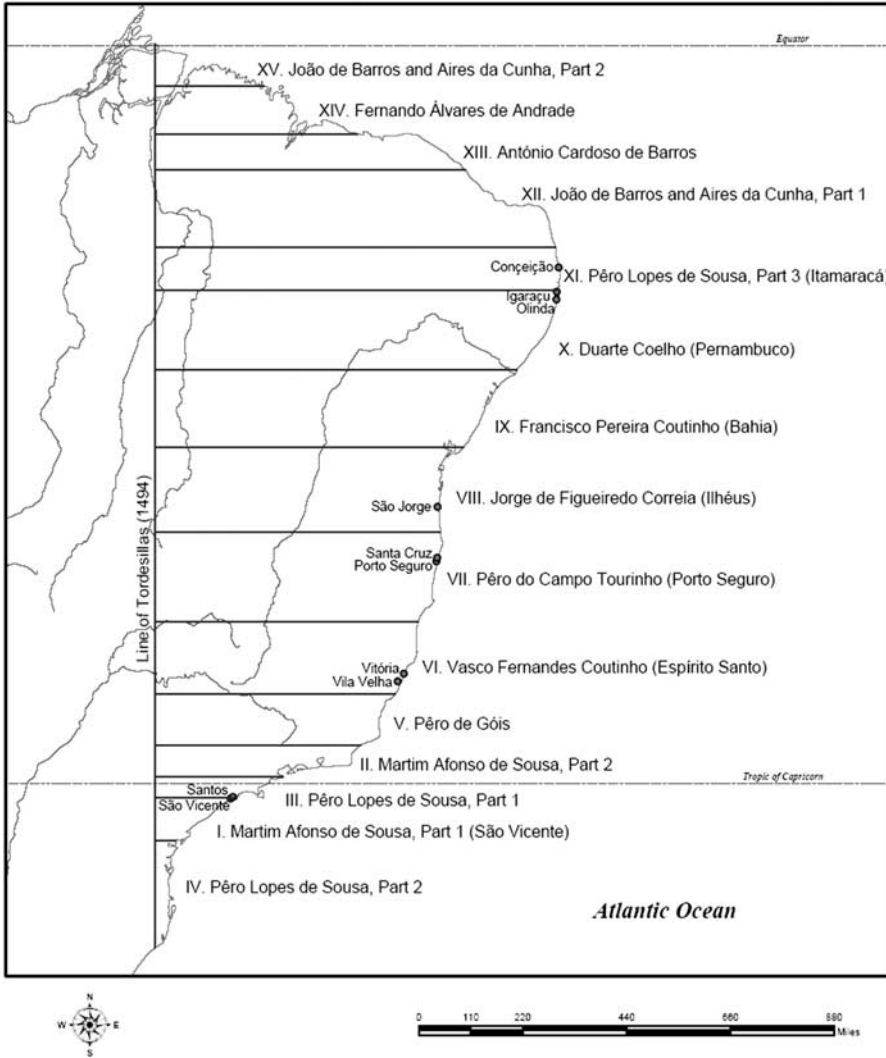 Equator
XV. João de Barros and Aires da Cunha, Part 2
XIV. Fernando Álvares de Andrade
XIII. António Cardoso de Barros
XII. João de Barros and Aires da Cunha, Part 1
Conçeição
XI. Pêro Lopes de Sousa, Part 3 (Itamaracá)
Igaraçu
Olinda
X. Duarte Coelho (Pernambuco)
IX. Francisco Pereira Coutinho (Bahia)
Line of Tordesillas (1494)
São Jorge
VIII. Jorge de Figueiredo Correia (Ilhéus)
Santa Cruz
Porto Seguro
VII. Pêro do Campo Tourinho (Porto Seguro)
Vitória
VI. Vasco Fernandes Coutinho (Espírito Santo)
Vila Velha
V. Pêro de Góis
II. Martim Afonso de Sousa, Part 2
Tropic of Capricorn
Santos
São Vicente
III. Pêro Lopes de Sousa, Part 1
I. Martim Afonso de Sousa, Part 1 (São Vicente)
IV. Pêro Lopes de Sousa, Part 2
Atlantic Ocean
N
W E
S
0 110 220 440 660 880
Miles